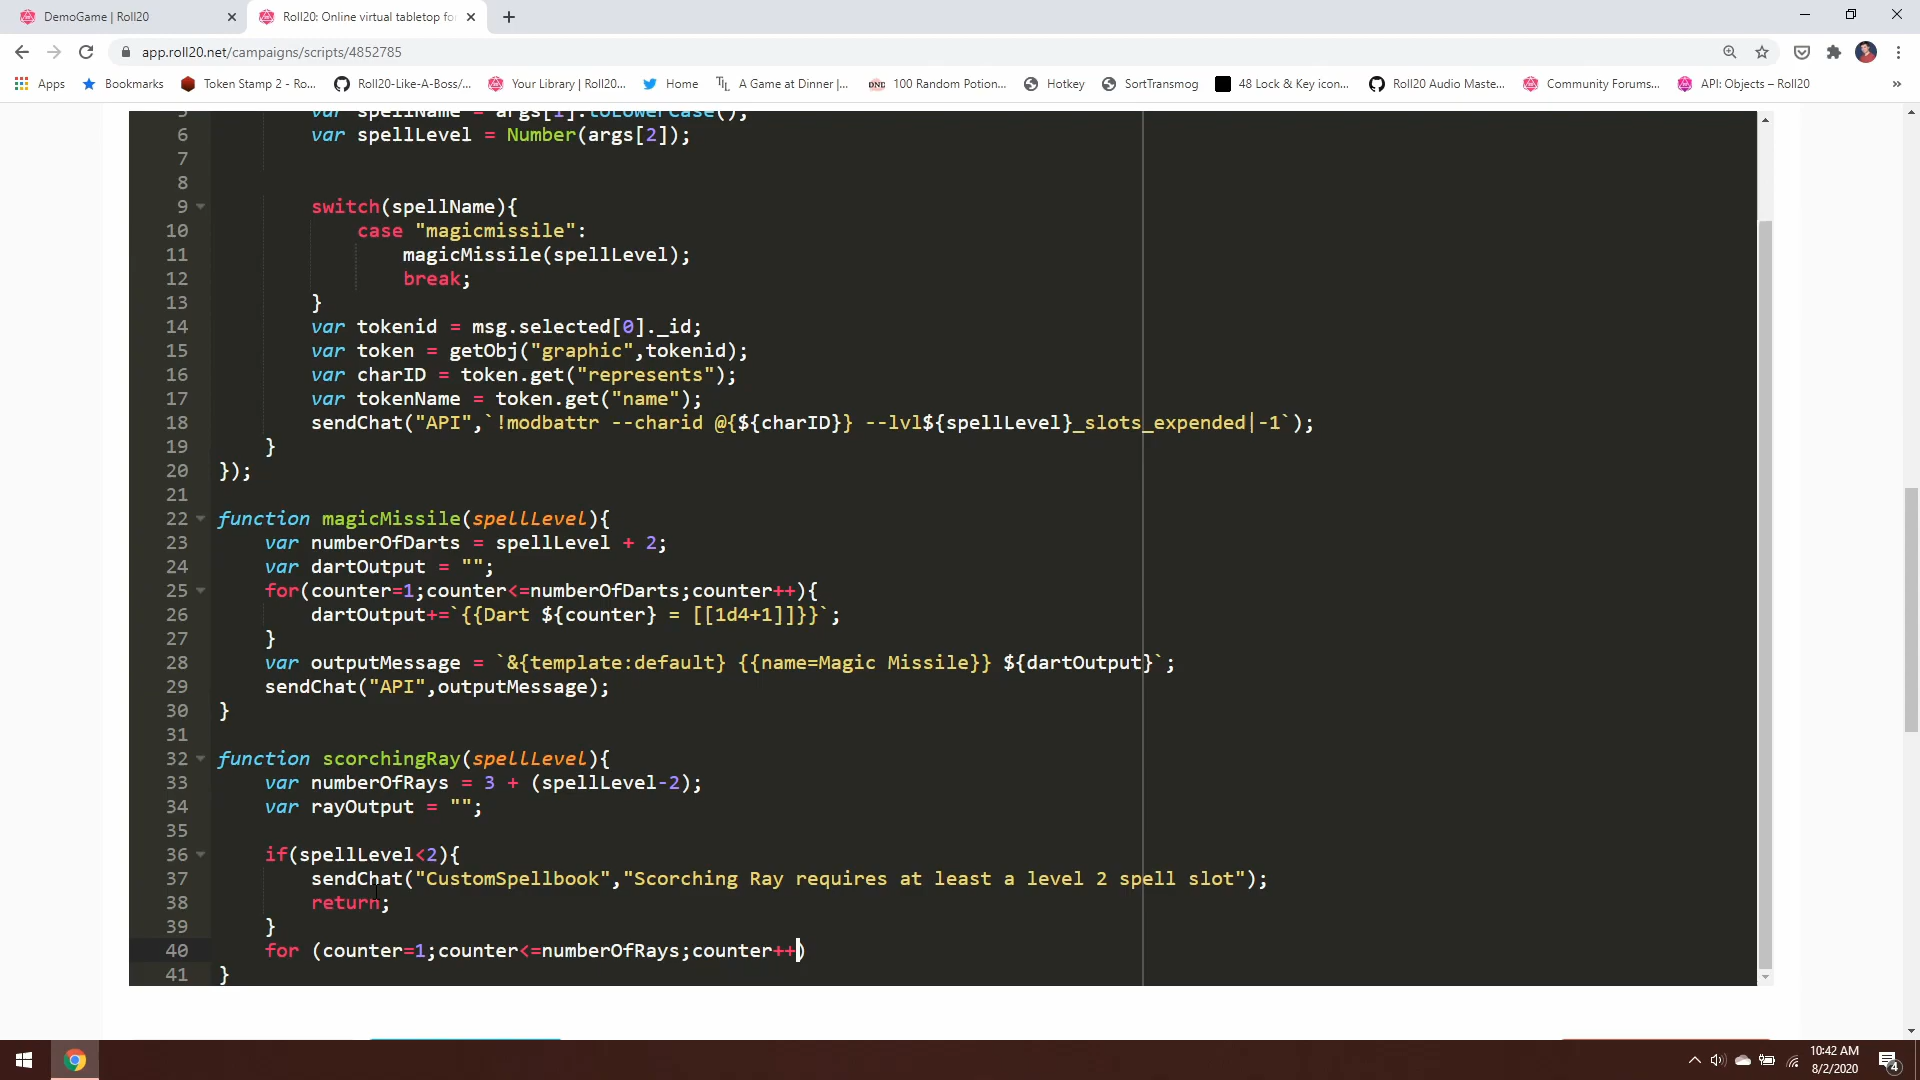 DemoGame | Roll20
Roll20: Online virtual tabletop fo
app.roll20.net/campaigns/scripts/4852785
Apps
Bookmarks
Token Stamp 2 - Ro...
Roll20-Like-A-Boss/...
Your Library | Roll20...
Home
A Game at Dinner |...
100 Random Potion...
Hotkey
SortTransmog
48 Lock & Key icon...
Roll20 Audio Maste...
Community Forums...
API: Objects – Roll20
»
5 var spellName = args[1].toLowerCase();
6 var spellLevel = Number(args[2]);
7
8
9 switch(spellName){
10 case "magicmissile":
11 magicMissile(spellLevel);
12 break;
13 }
14 var tokenid = msg.selected[0]._id;
15 var token = getObj("graphic",tokenid);
16 var charID = token.get("represents");
17 var tokenName = token.get("name");
18 sendChat("API",`!modbattr --charid @{${charID}} --lvl${spellLevel}_slots_expended|-1`);
19 }
20 });
21
22 function magicMissile(spellLevel){
23 var numberOfDarts = spellLevel + 2;
24 var dartOutput = "";
25 for(counter=1;counter<=numberOfDarts;counter++){
26 dartOutput+=`{{Dart ${counter} = [[1d4+1]]}}`;
27 }
28 var outputMessage = `&{template:default} {{name=Magic Missile}} ${dartOutput}`;
29 sendChat("API",outputMessage);
30 }
31
32 function scorchingRay(spellLevel){
33 var numberOfRays = 3 + (spellLevel-2);
34 var rayOutput = "";
35
36 if(spellLevel<2){
37 sendChat("CustomSpellbook","Scorching Ray requires at least a level 2 spell slot");
38 return;
39 }
40 for (counter=1;counter<=numberOfRays;counter++)
41 }
10:42 AM
8/2/2020
4